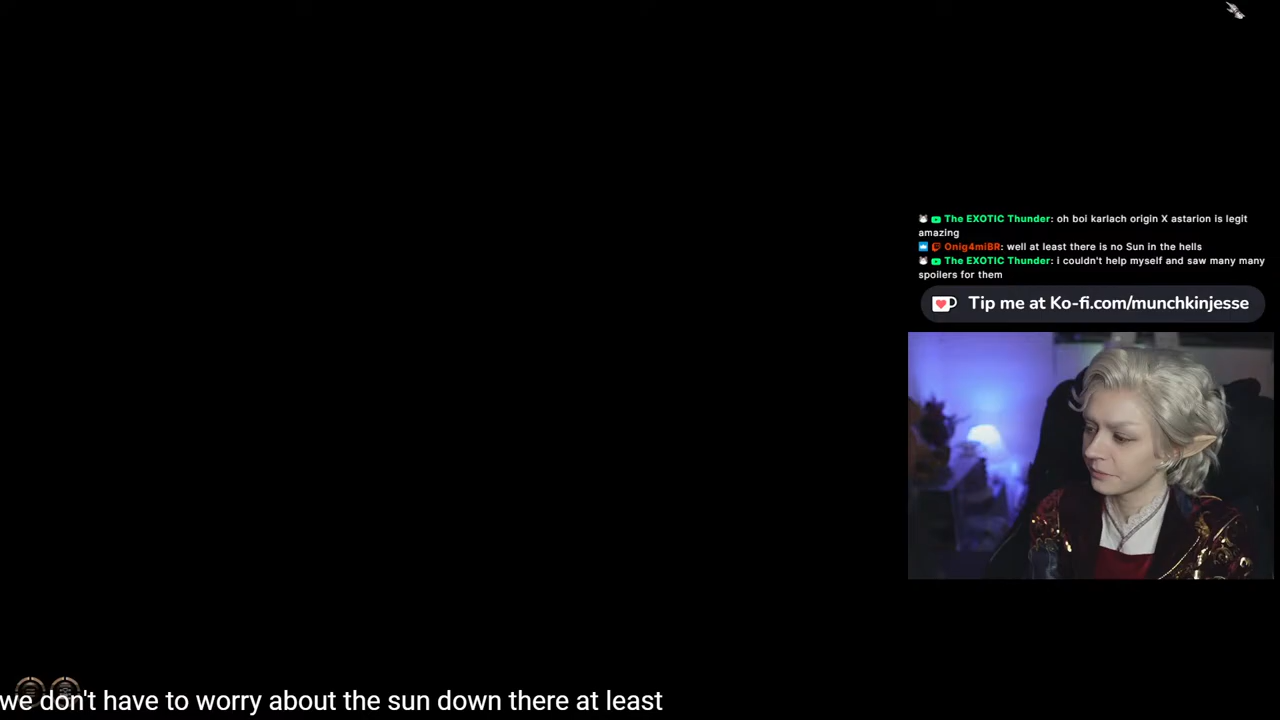 The EXOTIC Thunder: oh boi karlach origin X astarion is legit
amazing
Onig4miBR: well at least there is no Sun in the hells
The EXOTIC Thunder: i couldn't help myself and saw many many
spoilers for them
Tip me at Ko-fi.com/munchkinjesse
we don't have to worry about the sun down there at least